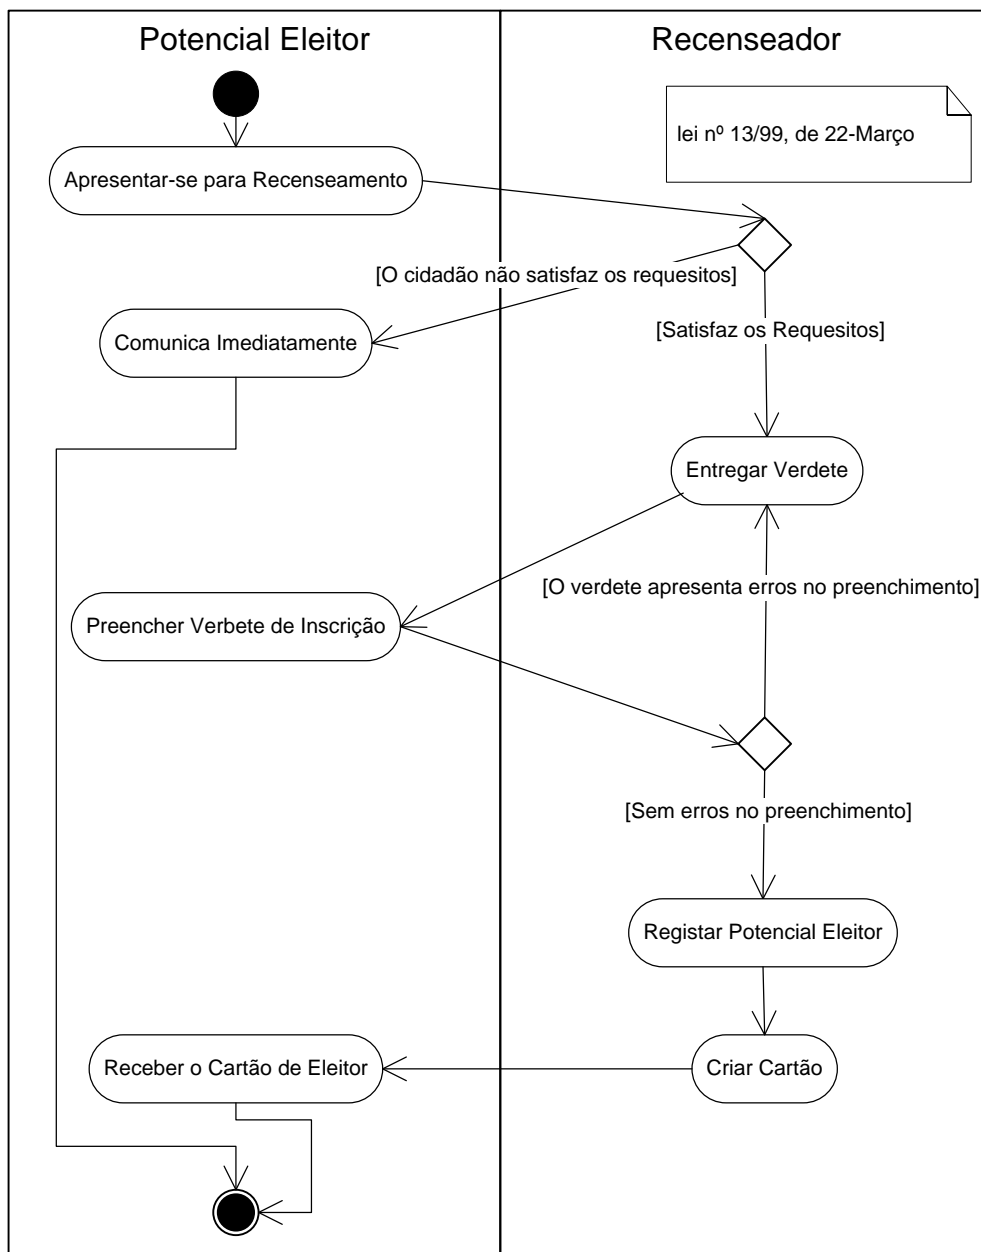 Potencial Eleitor
Recenseador
lei nº 13/99, de 22-Março
Apresentar-se para Recenseamento
[O cidadão não satisfaz os requesitos]
Comunica Imediatamente
[Satisfaz os Requesitos]
Entregar Verdete
[O verdete apresenta erros no preenchimento]
Preencher Verbete de Inscrição
[Sem erros no preenchimento]
Registar Potencial Eleitor
Receber o Cartão de Eleitor
Criar Cartão